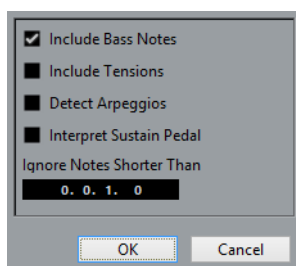 Include Bass Notes
Include Tensions
Detect Arpeggios
Interpret Sustain Pedal
Ignore Notes Shorter Than
0. 0. 1. 0
OK Cancel